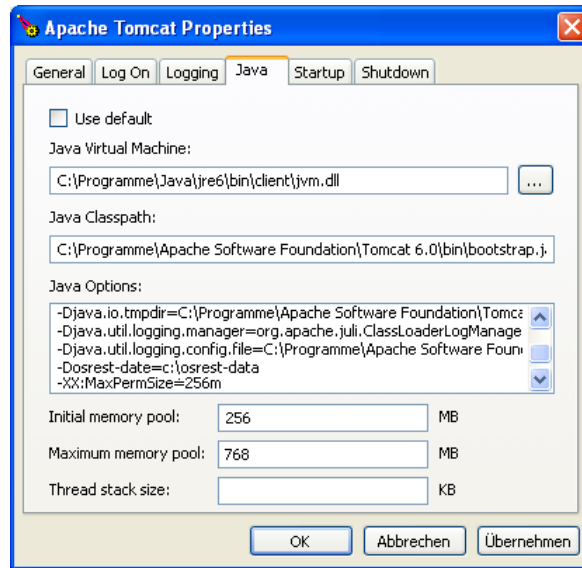 Apache Tomcat Properties
General Log On Logging Java Startup Shutdown
Use default
Java Virtual Machine:
C:\Programme\Java\jre6\bin\client\jvm.dll ...
Java Classpath:
C:\Programme\Apache Software Foundation\Tomcat 6.0\bin\bootstrap.j
Java Options:
-Djava.io.tmpdir=C:\Programme\Apache Software Foundation\Tomca
-Djava.util.logging.manager=org.apache.juli.ClassLoaderLogManage
-Djava.util.logging.config.file=C:\Programme\Apache Software Foun
-Dosrest-date=c:\osrest-data
-XX:MaxPermSize=256m
Initial memory pool: 256 MB
Maximum memory pool: 768 MB
Thread stack size: KB
OK Abbrechen Übernehmen